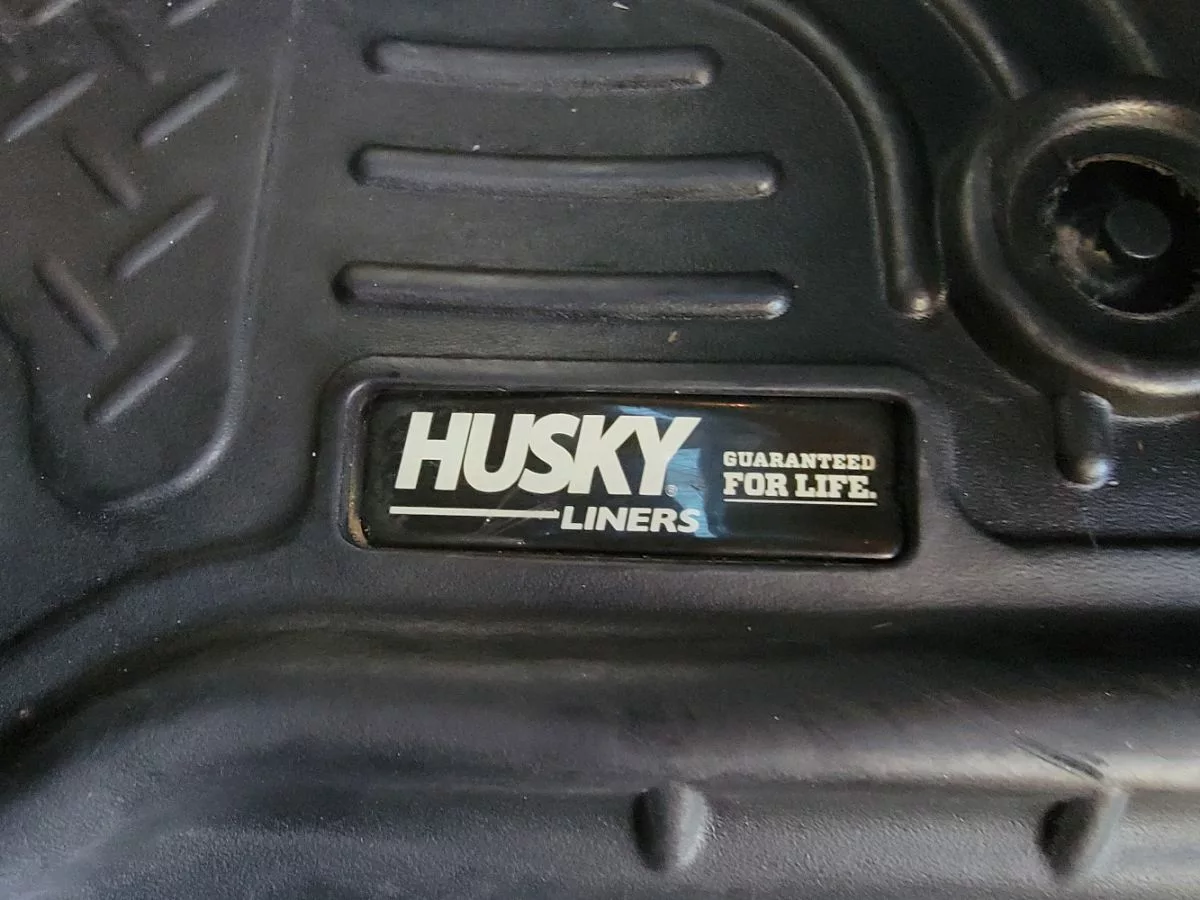 HUSKY®
LINERS
GUARANTEED
FOR LIFE.